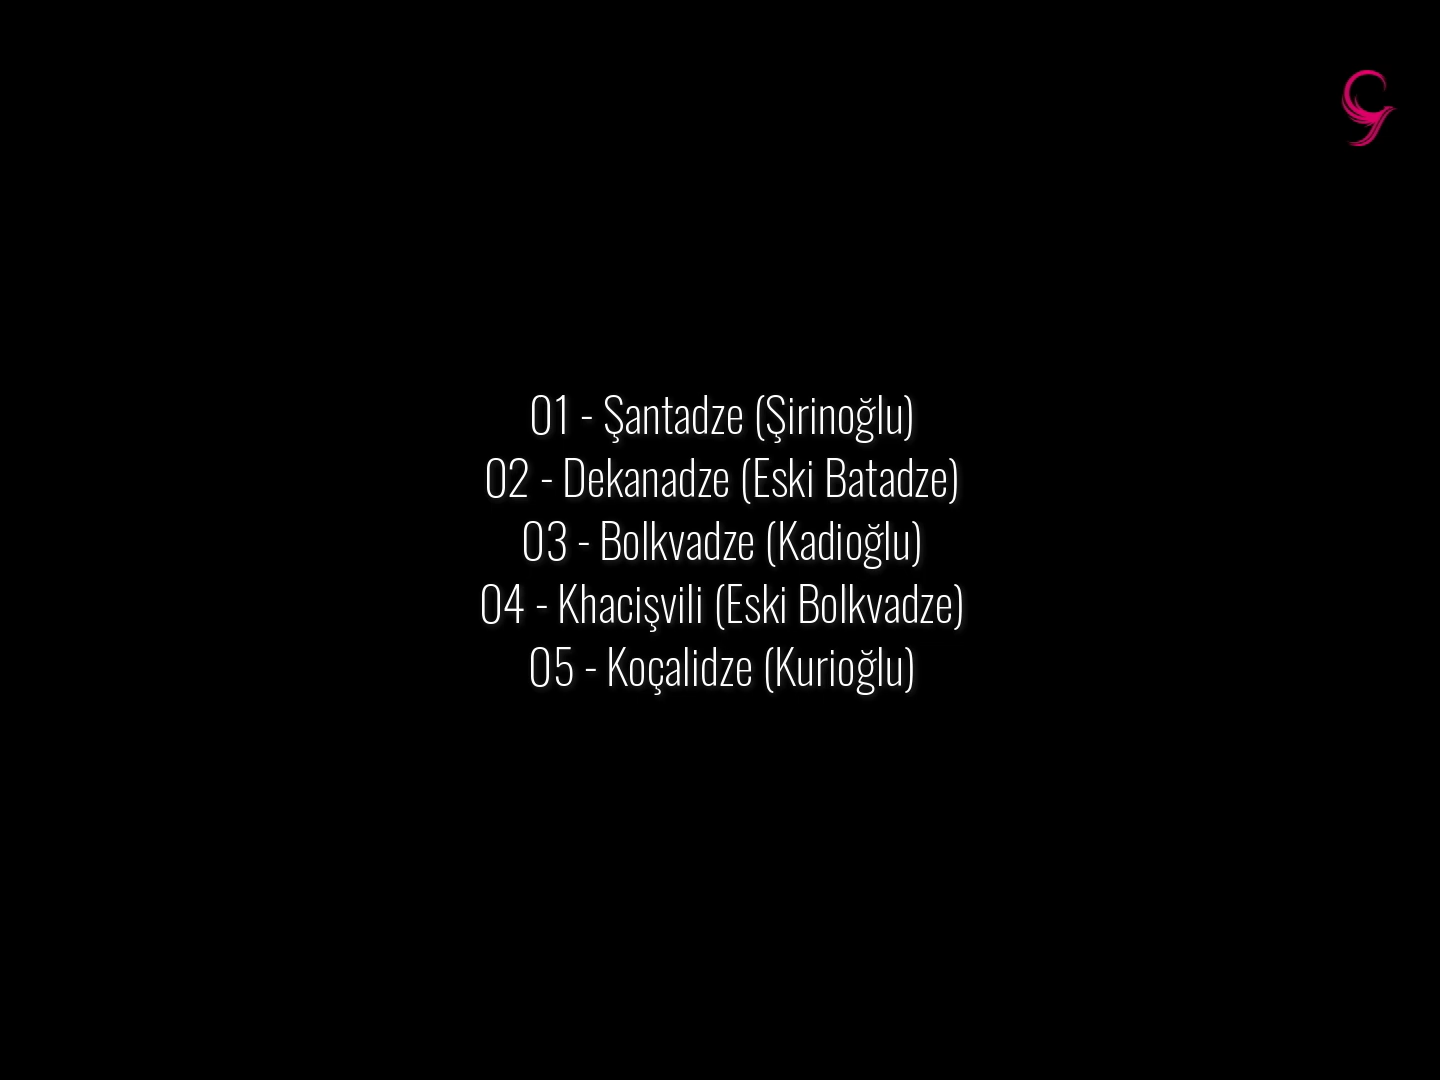 01 - Şantadze (Şirinoğlu)
02 - Dekanadze (Eski Batadze)
03 - Bolkvadze (Kadioğlu)
04 - Khacişvili (Eski Bolkvadze)
05 - Koçalidze (Kurioğlu)